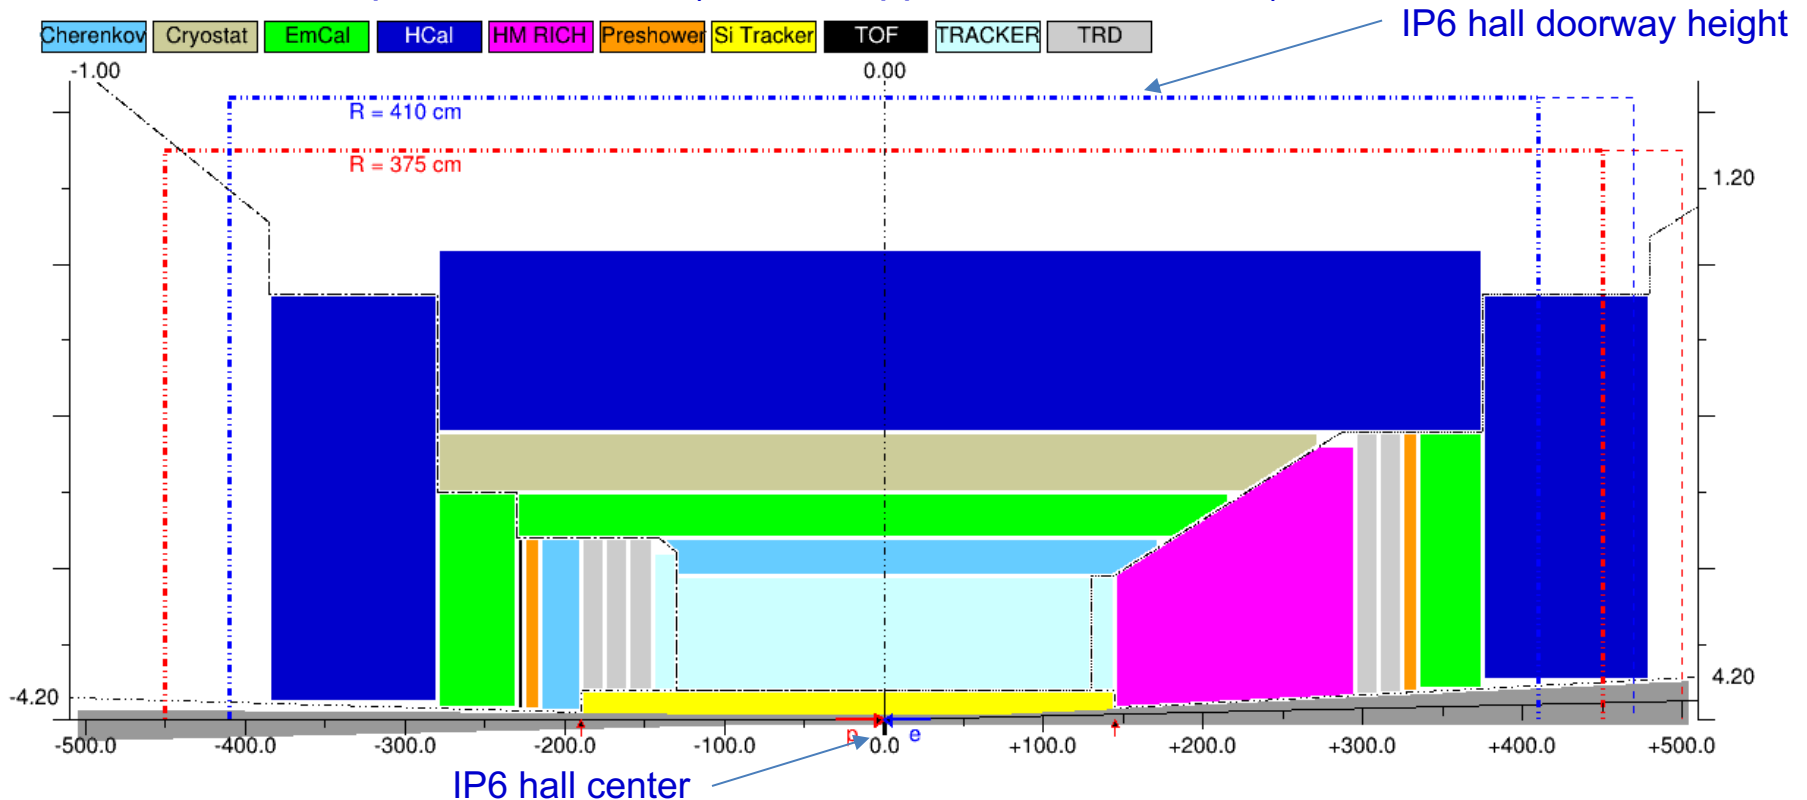 IP6 hall doorway height
Cherenkov Cryostat EmCal HCal HM RICH Preshower Si Tracker TOF TRACKER TRD
-1.00 0.00
R = 410 cm
R = 375 cm
1.20
-4.20 4.20
p e
-500.0 -400.0 -300.0 -200.0 -100.0 0.0 +100.0 +200.0 +300.0 +400.0 +500.0
IP6 hall center